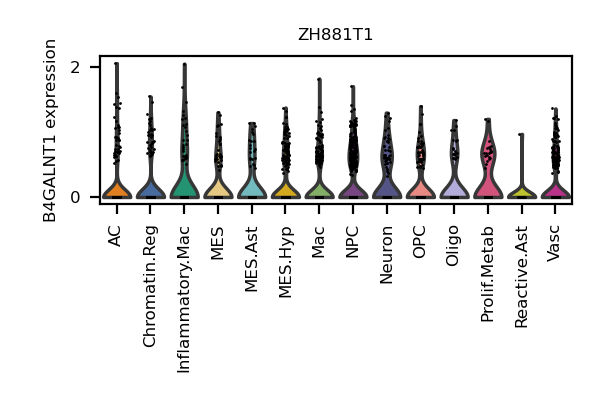 ZH881T1
B4GALNT1 expression
2
0
AC
Chromatin.Reg
Inflammatory.Mac
MES
MES.Ast
MES.Hyp
Mac
NPC
Neuron
OPC
Oligo
Prolif.Metab
Reactive.Ast
Vasc